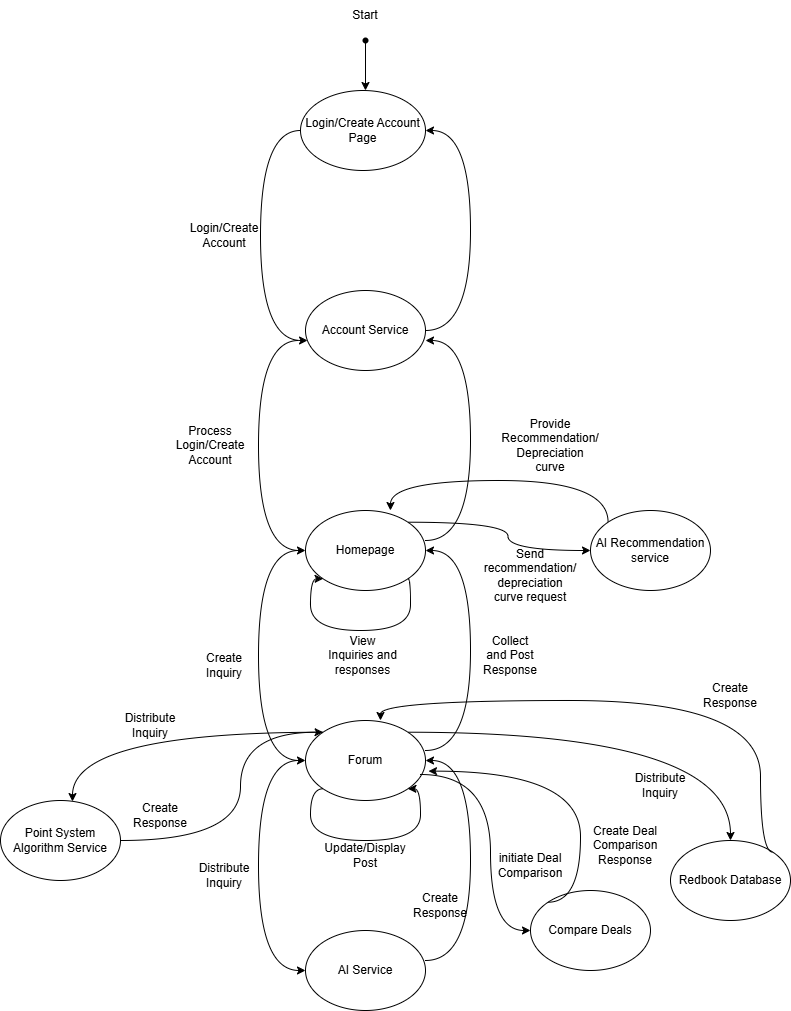 Start
Login/Create Account
Page
Login/Create
Account
Account Service
Process
Login/Create
Account
Provide
Recommendation/
Depreciation
curve
Homepage
AI Recommendation
service
Send
recommendation/
depreciation
curve request
View
Inquiries and
responses
Create
Inquiry
Collect
and Post
Response
Create
Response
Distribute
Inquiry
Forum
Distribute
Inquiry
Create
Response
Point System
Algorithm Service
Update/Display
Post
Create Deal
Comparison
Response
initiate Deal
Comparison
Distribute
Inquiry
Redbook Database
Create
Response
Compare Deals
AI Service